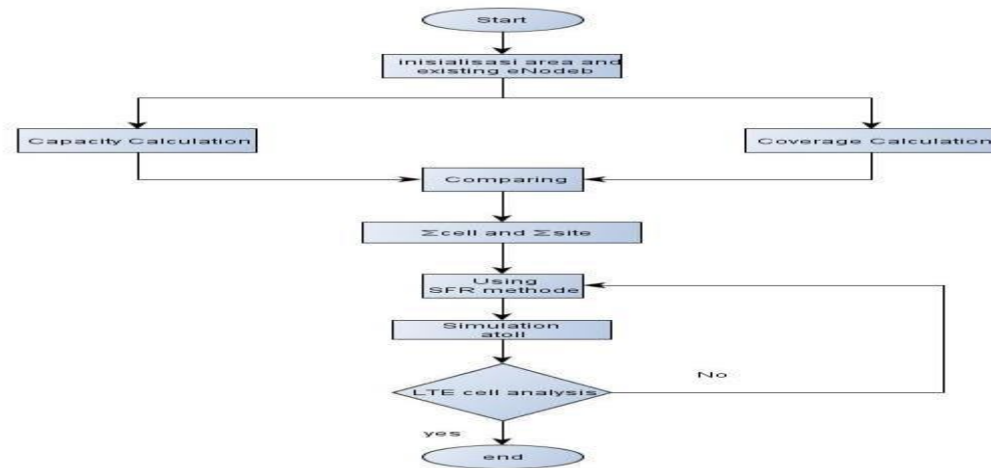 Start
inisialisasi area and
existing eNodeb
Capacity Calculation
Coverage Calculation
Comparing
Σcell and Σsite
Using
SFR methode
Simulation
atoll
LTE cell analysis
No
yes
end